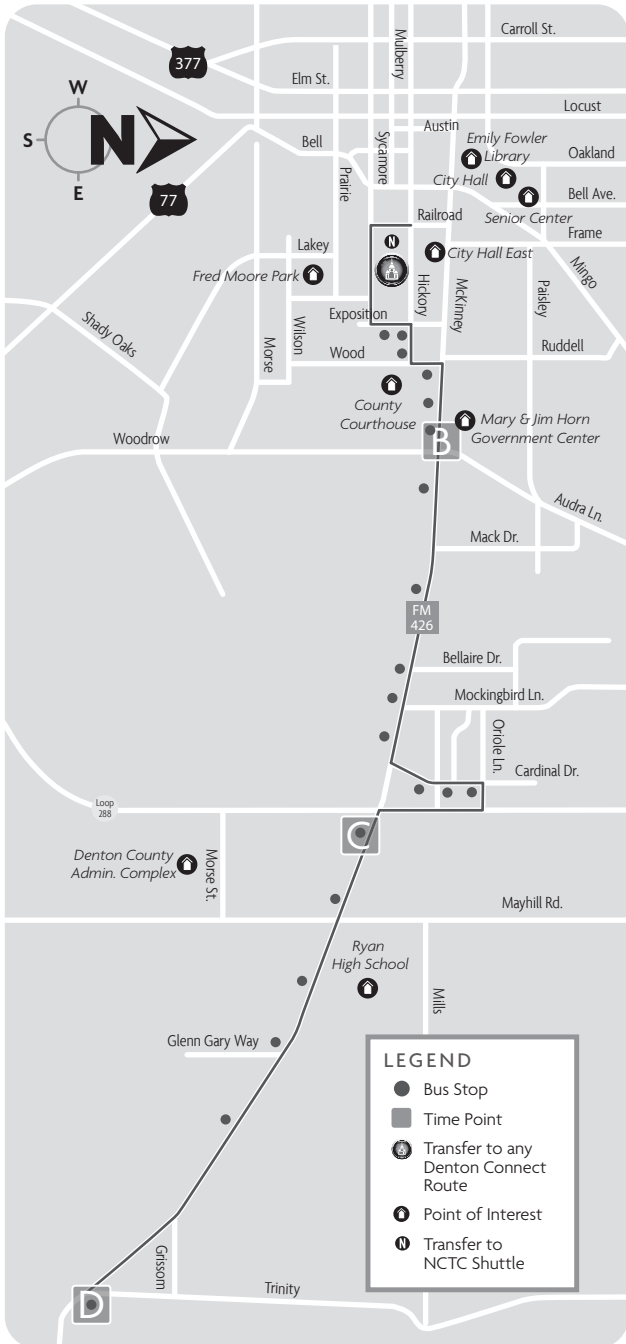 Carroll St.
377
Mulberry
Elm St.
W
Locust
S
N
E
Austin
Emily Fowler
Library
Bell
Sycamore
Oakland
City Hall
Prairie
77
Bell Ave.
Senior Center
Railroad
Frame
N
Lakey
City Hall East
Fred Moore Park
Mingo
Hickory
McKinney
Paisley
Exposition
Shady Oaks
Wilson
Morse
Wood
Ruddell
County
Courthouse
Mary & Jim Horn
Government Center
B
Woodrow
Audra Ln.
Mack Dr.
FM
426
Bellaire Dr.
Mockingbird Ln.
Oriole Ln.
Cardinal Dr.
Loop
288
C
Denton County
Admin. Complex
Morse St.
Mayhill Rd.
Ryan
High School
Mills
Glenn Gary Way
LEGEND
Bus Stop
Time Point
Transfer to any
Denton Connect
Route
Point of Interest
N
Transfer to
NCTC Shuttle
Grissom
Trinity
D